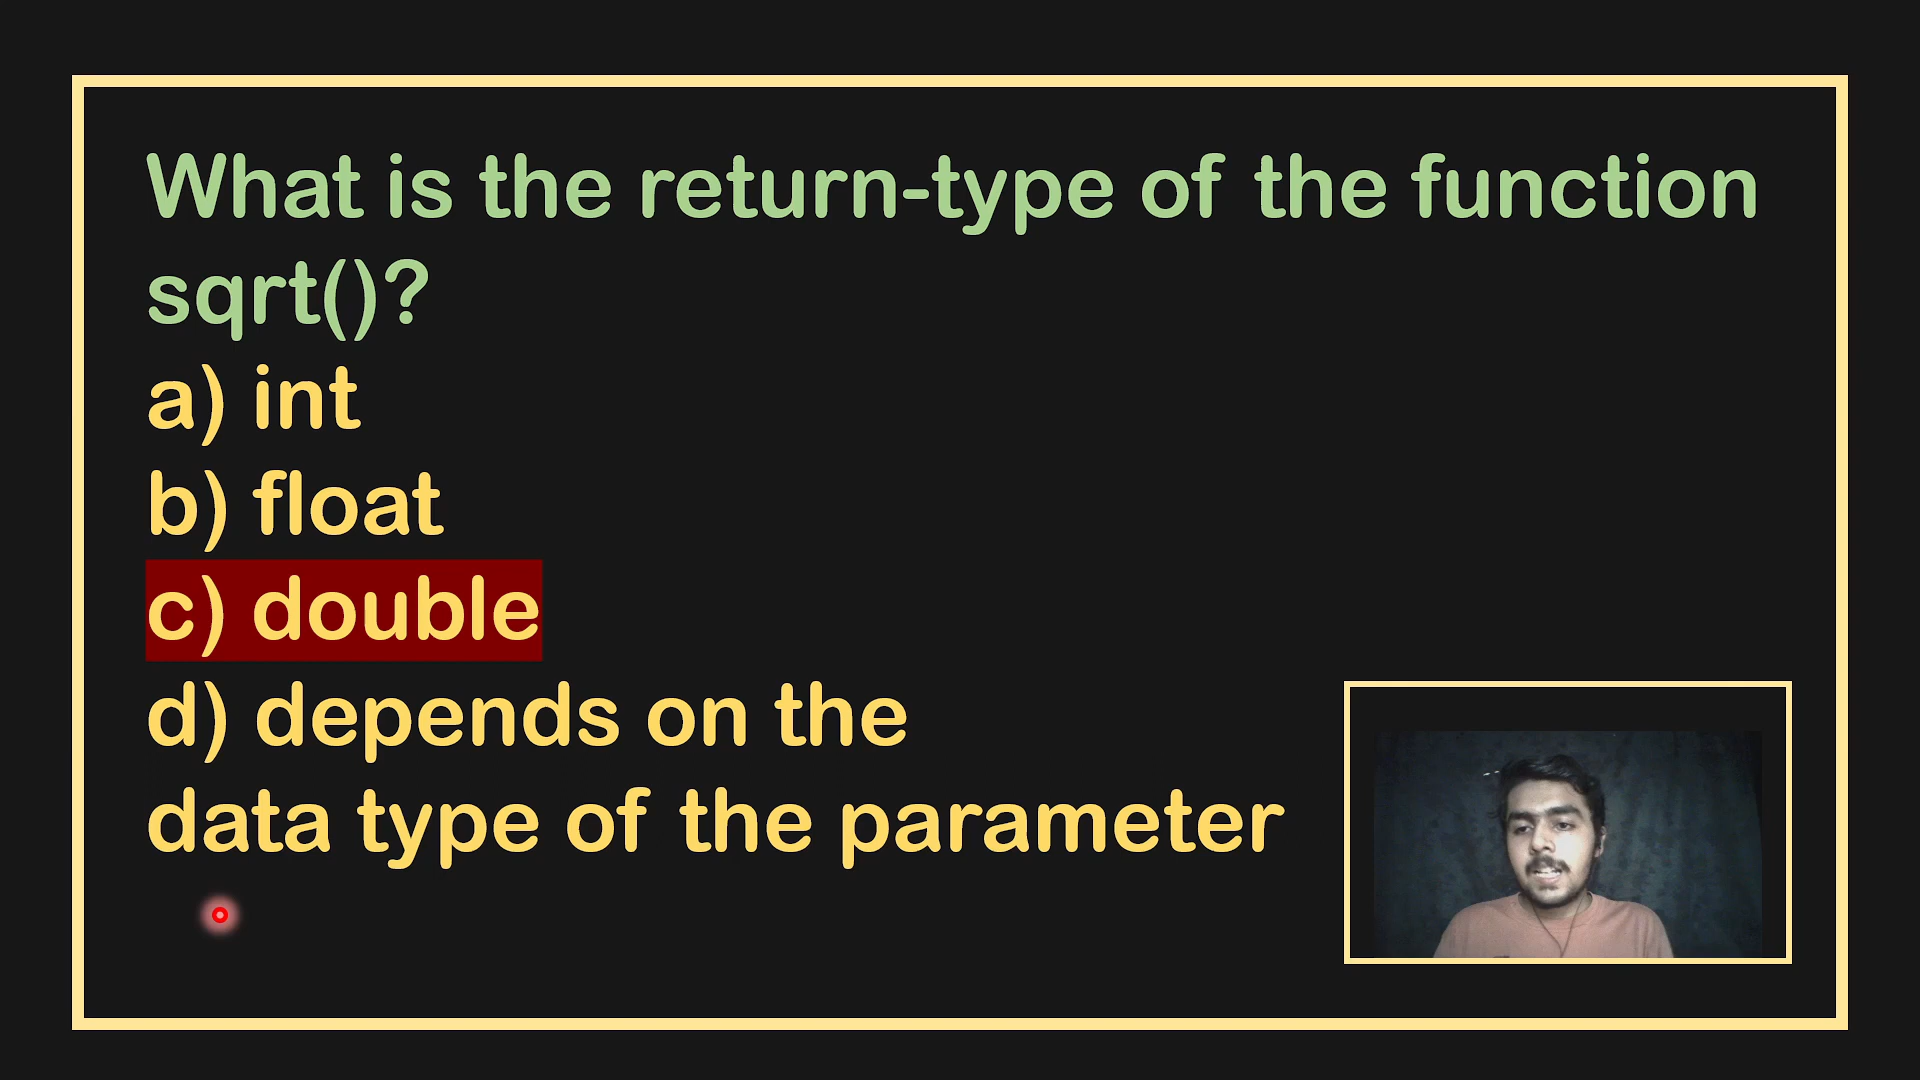 What is the return-type of the function
sqrt()?
a) int
b) float
c) double
d) depends on the
data type of the parameter